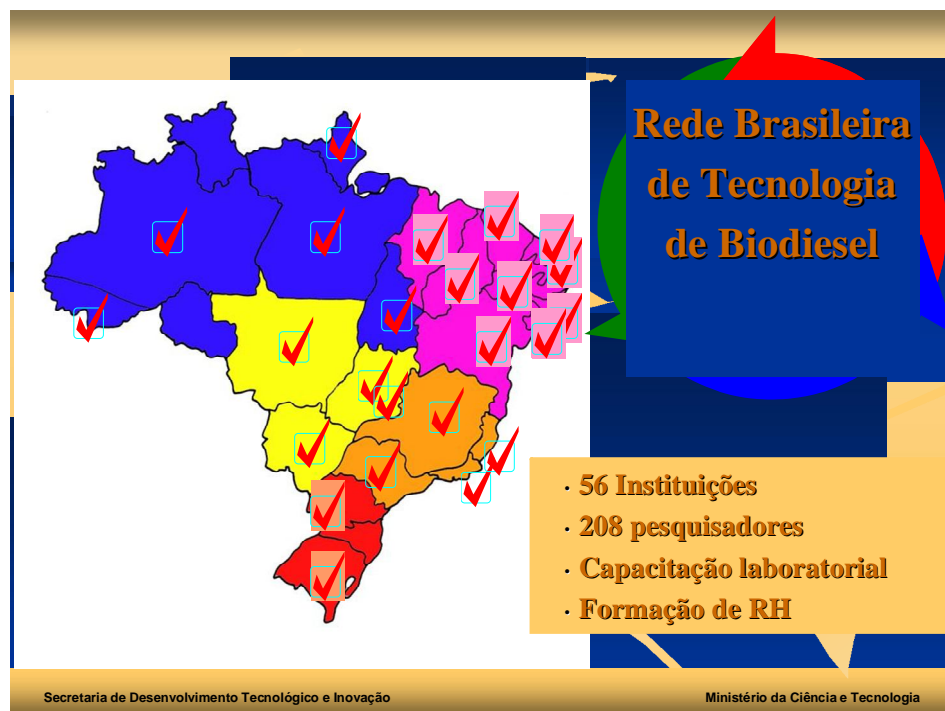 Rede Brasileira
de Tecnologia
de Biodiesel
· 56 Instituições
· 208 pesquisadores
· Capacitação laboratorial
· Formação de RH
Secretaria de Desenvolvimento Tecnológico e Inovação
Ministério da Ciência e Tecnologia